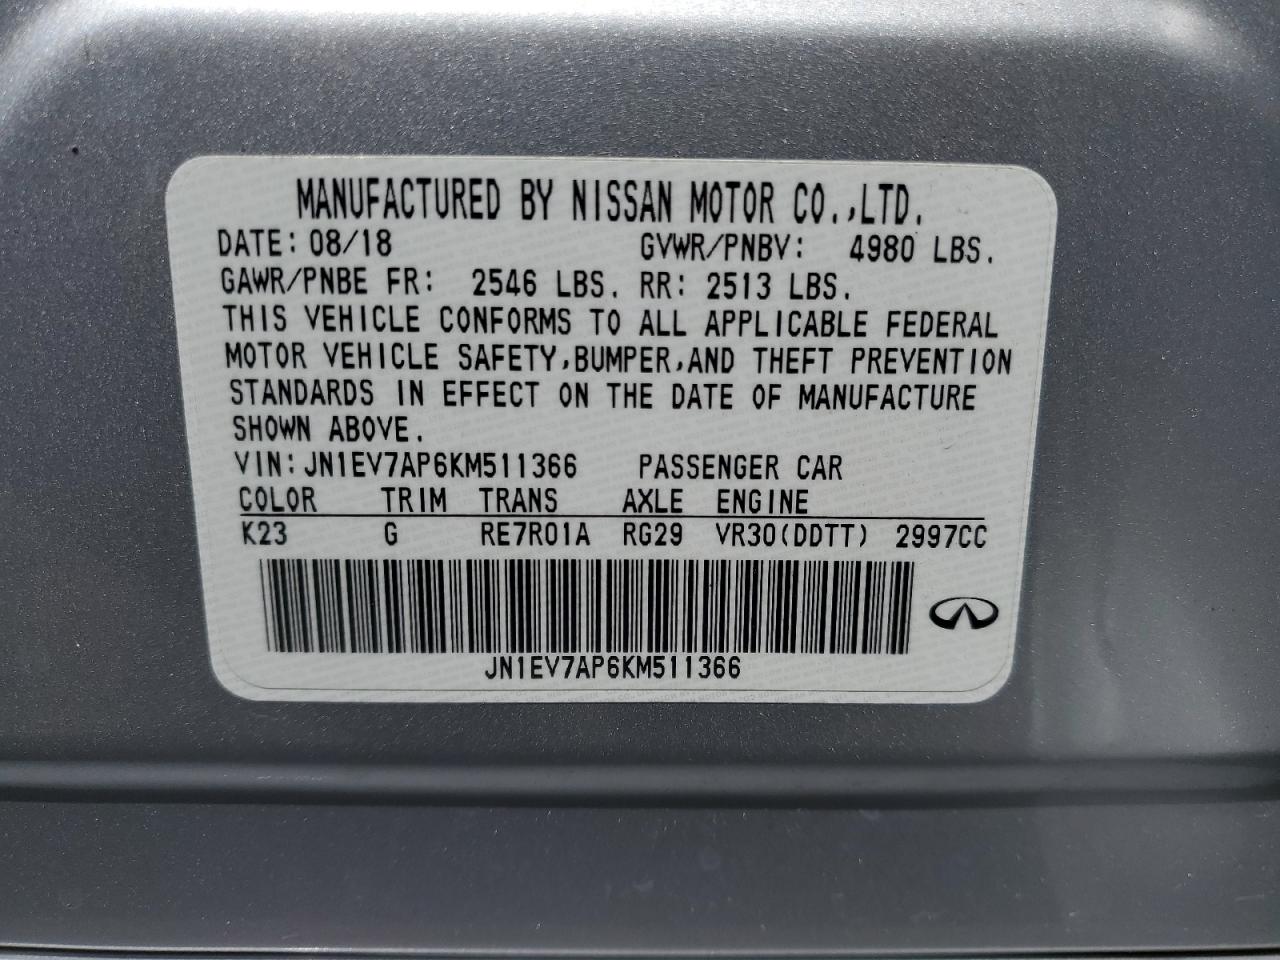 MANUFACTURED BY NISSAN MOTOR CO.,LTD.
DATE: 08/18 GVWR/PNBV: 4980 LBS.
GAWR/PNBE FR: 2546 LBS. RR: 2513 LBS.
THIS VEHICLE CONFORMS TO ALL APPLICABLE FEDERAL
MOTOR VEHICLE SAFETY,BUMPER,AND THEFT PREVENTION
STANDARDS IN EFFECT ON THE DATE OF MANUFACTURE
SHOWN ABOVE.
VIN:JN1EV7AP6KM511366 PASSENGER CAR
COLOR TRIM TRANS AXLE ENGINE
K23 G RE7R01A RG29 VR30(DDTT) 2997CC
JN1EV7AP6KM511366